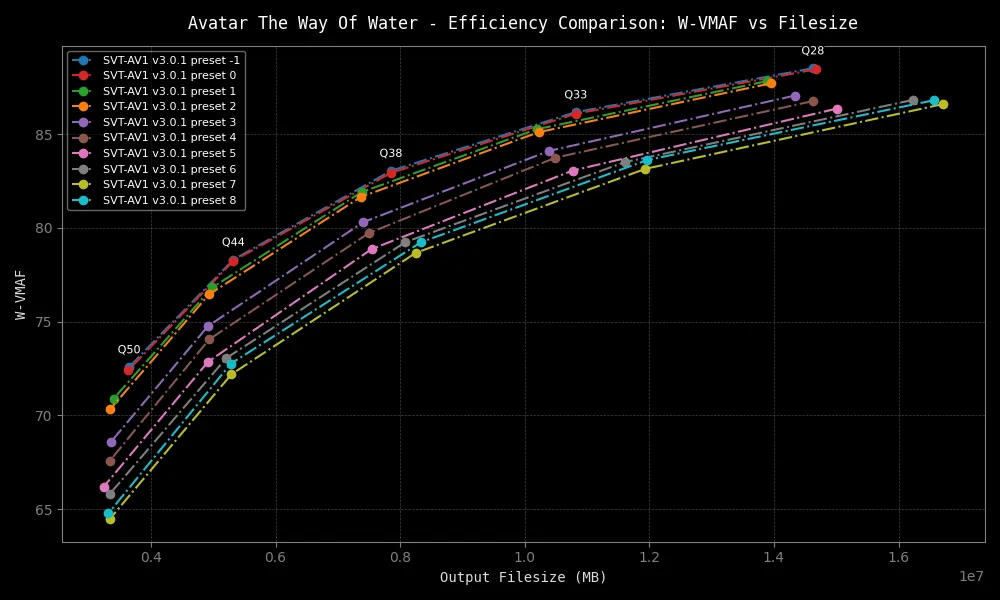 Avatar The Way Of Water - Efficiency Comparison: W-VMAF vs Filesize
SVT-AV1 v3.0.1 preset -1
SVT-AV1 v3.0.1 preset 0
SVT-AV1 v3.0.1 preset 1
SVT-AV1 v3.0.1 preset 2
SVT-AV1 v3.0.1 preset 3
SVT-AV1 v3.0.1 preset 4
SVT-AV1 v3.0.1 preset 5
SVT-AV1 v3.0.1 preset 6
SVT-AV1 v3.0.1 preset 7
SVT-AV1 v3.0.1 preset 8
Q28
Q33
Q38
Q44
Q50
W-VMAF
85
80
75
70
65
0.4 0.6 0.8 1.0 1.2 1.4 1.6
1e7
Output Filesize (MB)